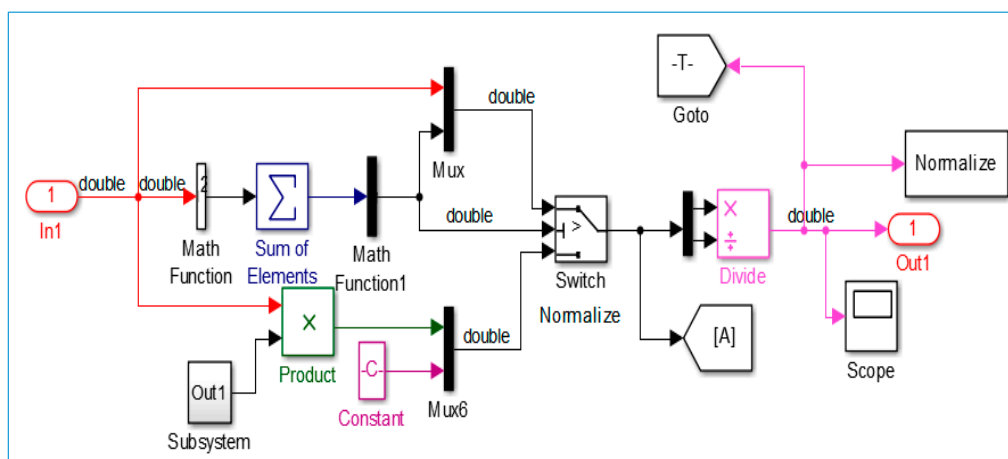 -T-
Goto
double
Mux
Normalize
1
In1
double
double
2
Math
Function
Sum of
Elements
Math
Function1
double
>
Switch
Normalize
Divide
double
1
Out1
Product
Out1
Subsystem
-C-
Constant
Mux6
double
[A]
Scope